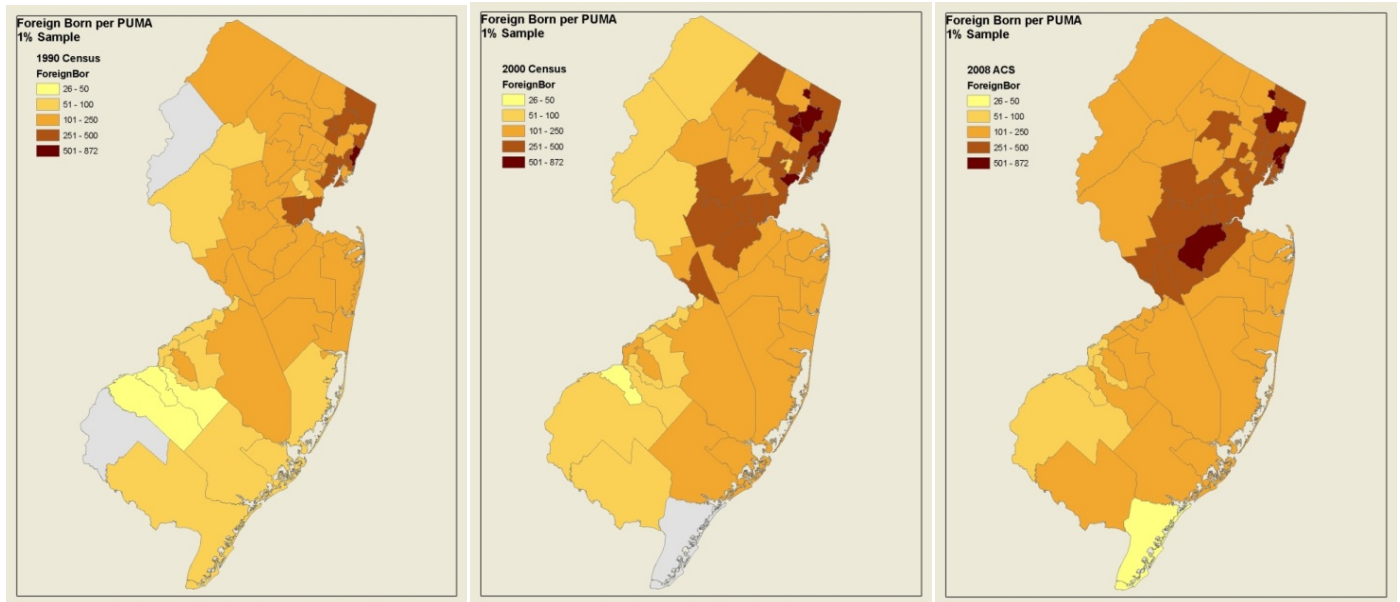 Foreign Born per PUMA
1% Sample
1990 Census
ForeignBor
26 - 50
51 - 100
101 - 250
251 - 500
501 - 872
Foreign Born per PUMA
1% Sample
2000 Census
ForeignBor
26 - 50
51 - 100
101 - 250
251 - 500
501 - 872
Foreign Born per PUMA
1% Sample
2008 ACS
ForeignBor
26 - 50
51 - 100
101 - 250
251 - 500
501 - 872